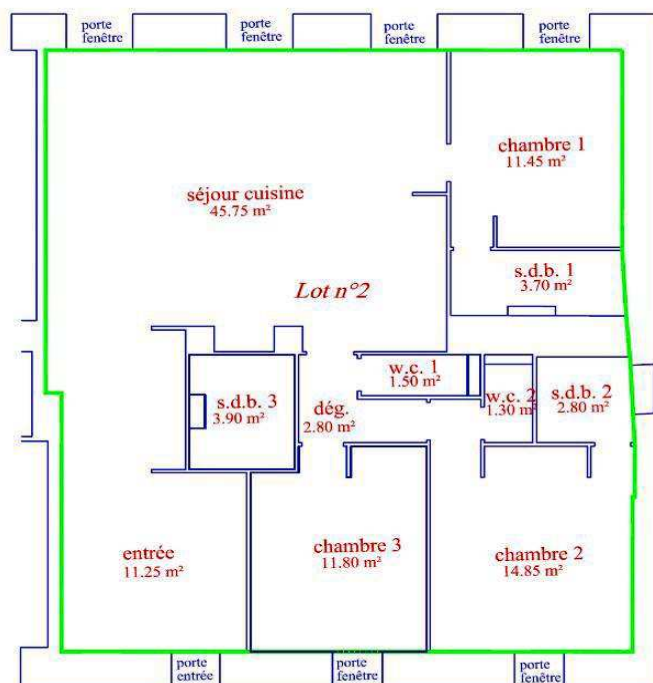 porte
fenêtre
porte
fenêtre
porte
fenêtre
porte
fenêtre
chambre 1
11.45 m²
séjour cuisine
45.75 m²
s.d.b. 1
3.70 m²
Lot n°2
w.c. 1
1.50 m²
w.c. 2
1.30 m²
s.d.b. 2
2.80 m²
s.d.b. 3
3.90 m²
dég.
2.80 m²
entrée
11.25 m²
chambre 3
11.80 m²
chambre 2
14.85 m²
porte
entrée
porte
fenêtre
porte
fenêtre